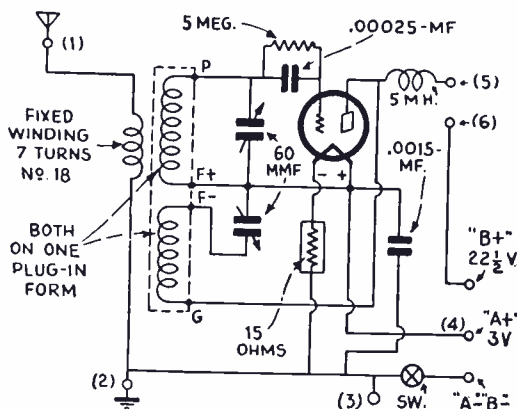 5 MEG.
.00025-MF
(1)
P
5 M H.
(5)
(6)
FIXED
WINDING
7 TURNS
No. 18
F+
F-
60
MMF
- +
.0015-
MF.
BOTH
ON ONE
PLUG-IN
FORM
"B+"
22½ V.
G
15
OHMS
(4)
"A+"
3V
(2)
(3)
SW.
"A-"B-"